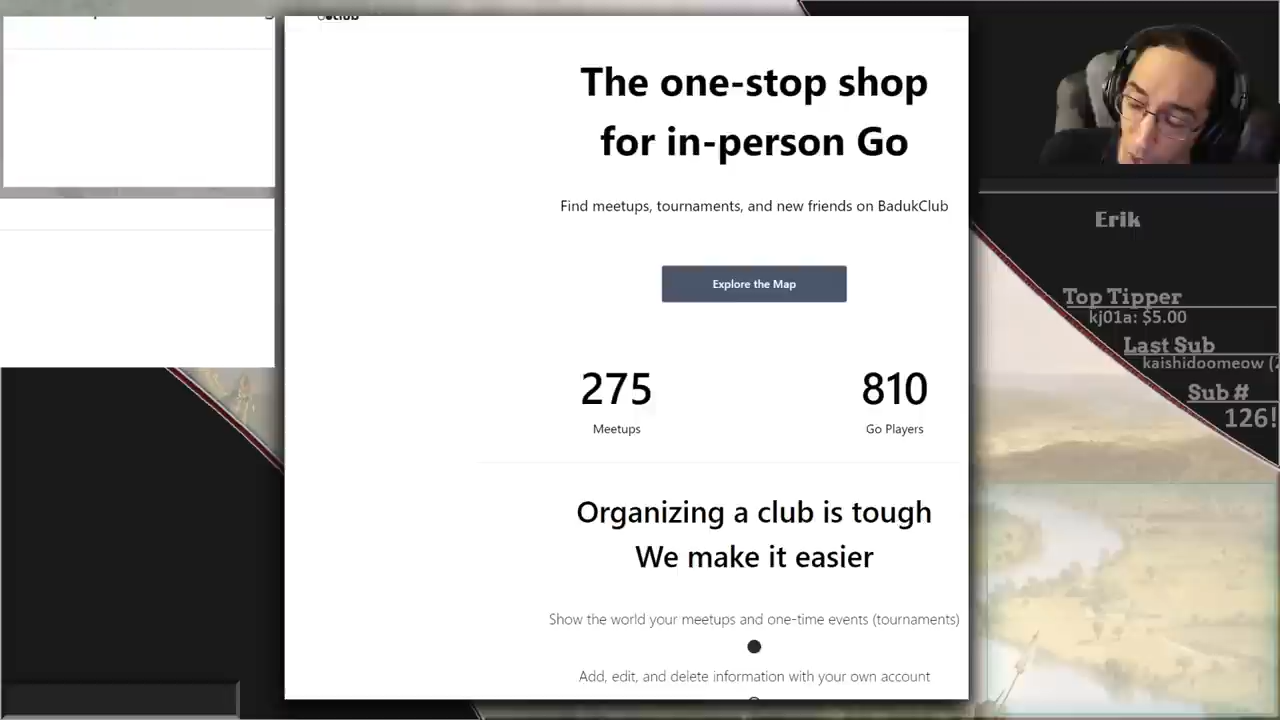 The one-stop shop
for in-person Go
Find meetups, tournaments, and new friends on BadukClub
Explore the Map
275
Meetups
810
Go Players
Organizing a club is tough
We make it easier
Show the world your meetups and one-time events (tournaments)
Add, edit, and delete information with your own account
Erik
Top Tipper
kj01a: $5.00
Last Sub
kaishidoomeow (2
Sub #
126!